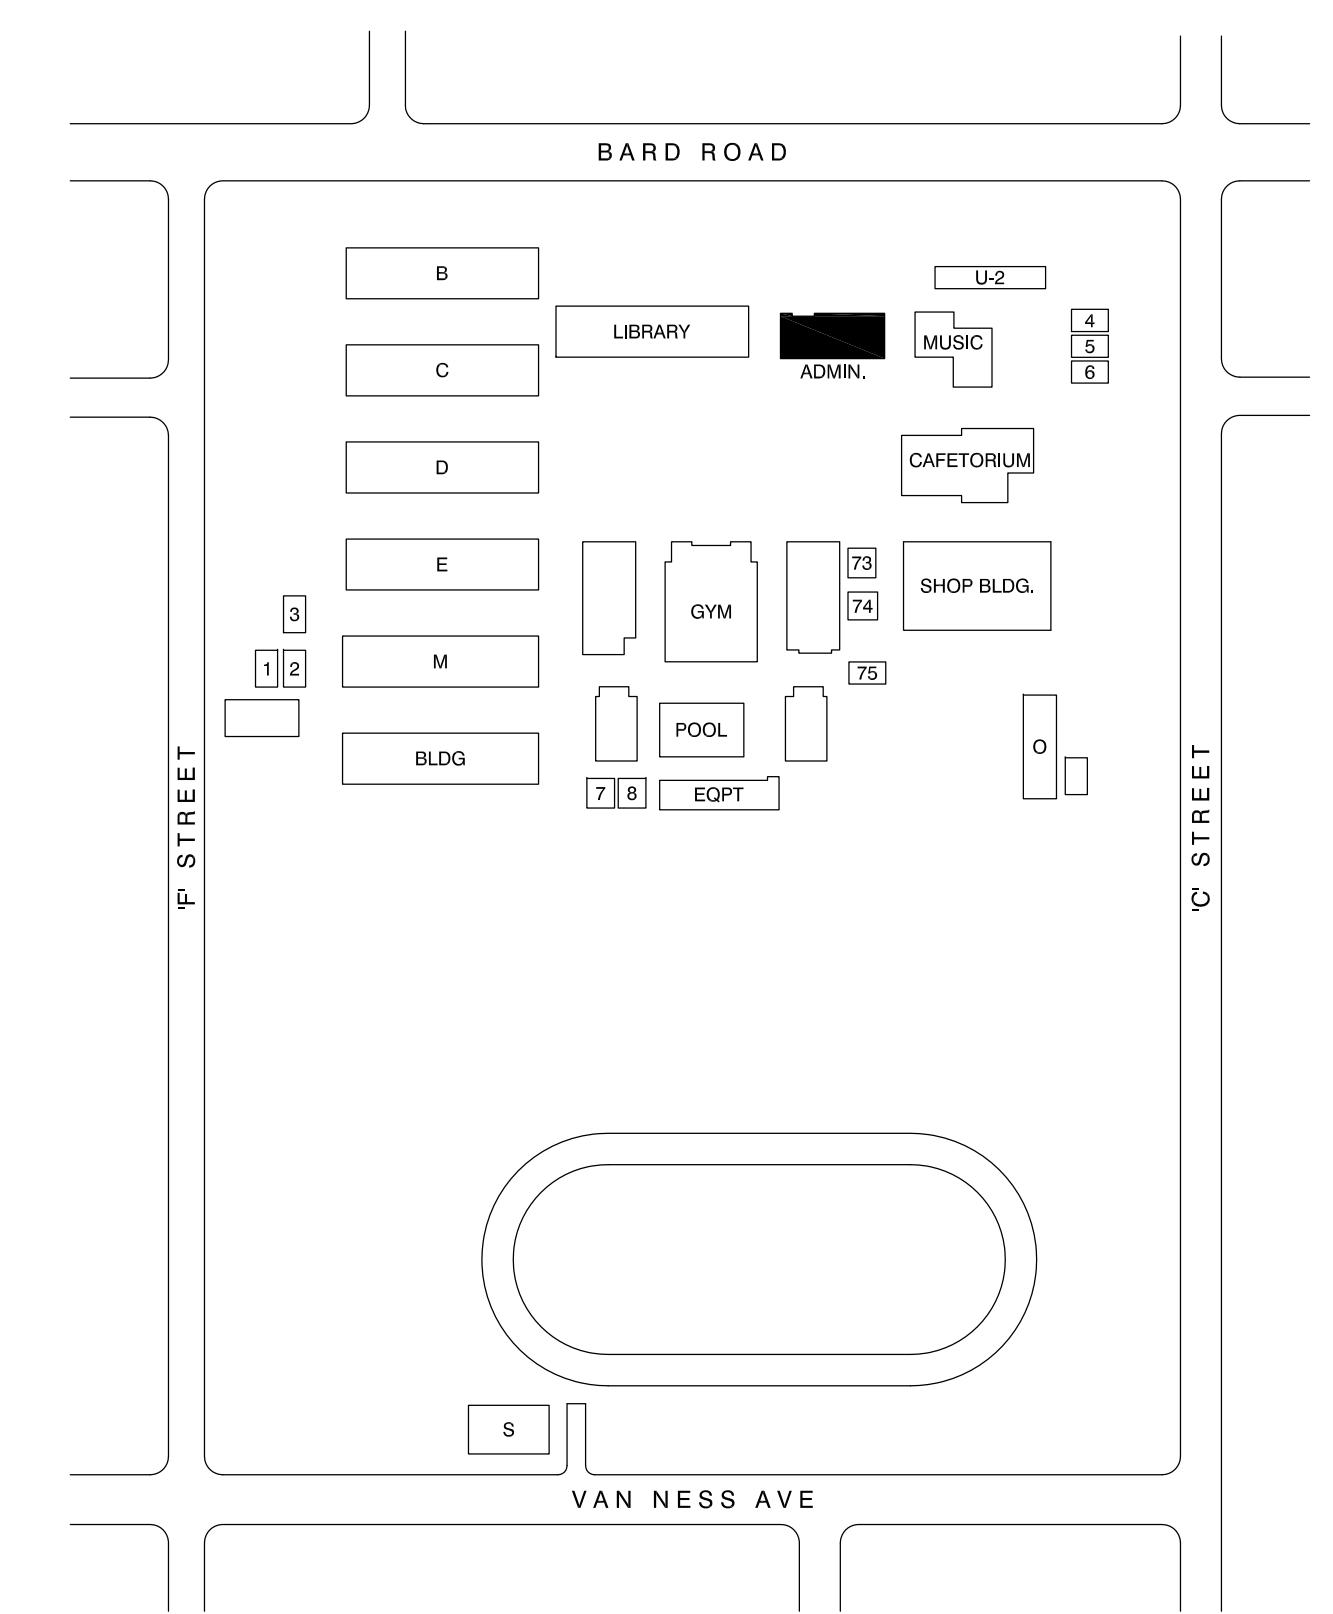 BARD ROAD
B
U-2
LIBRARY
4
MUSIC
5
C
ADMIN.
6
D
CAFETORIUM
E
73
SHOP BLDG.
74
GYM
3
M
1
2
75
POOL
O
BLDG
7
8
EQPT
'F' STREET
'C' STREET
S
VAN NESS AVE